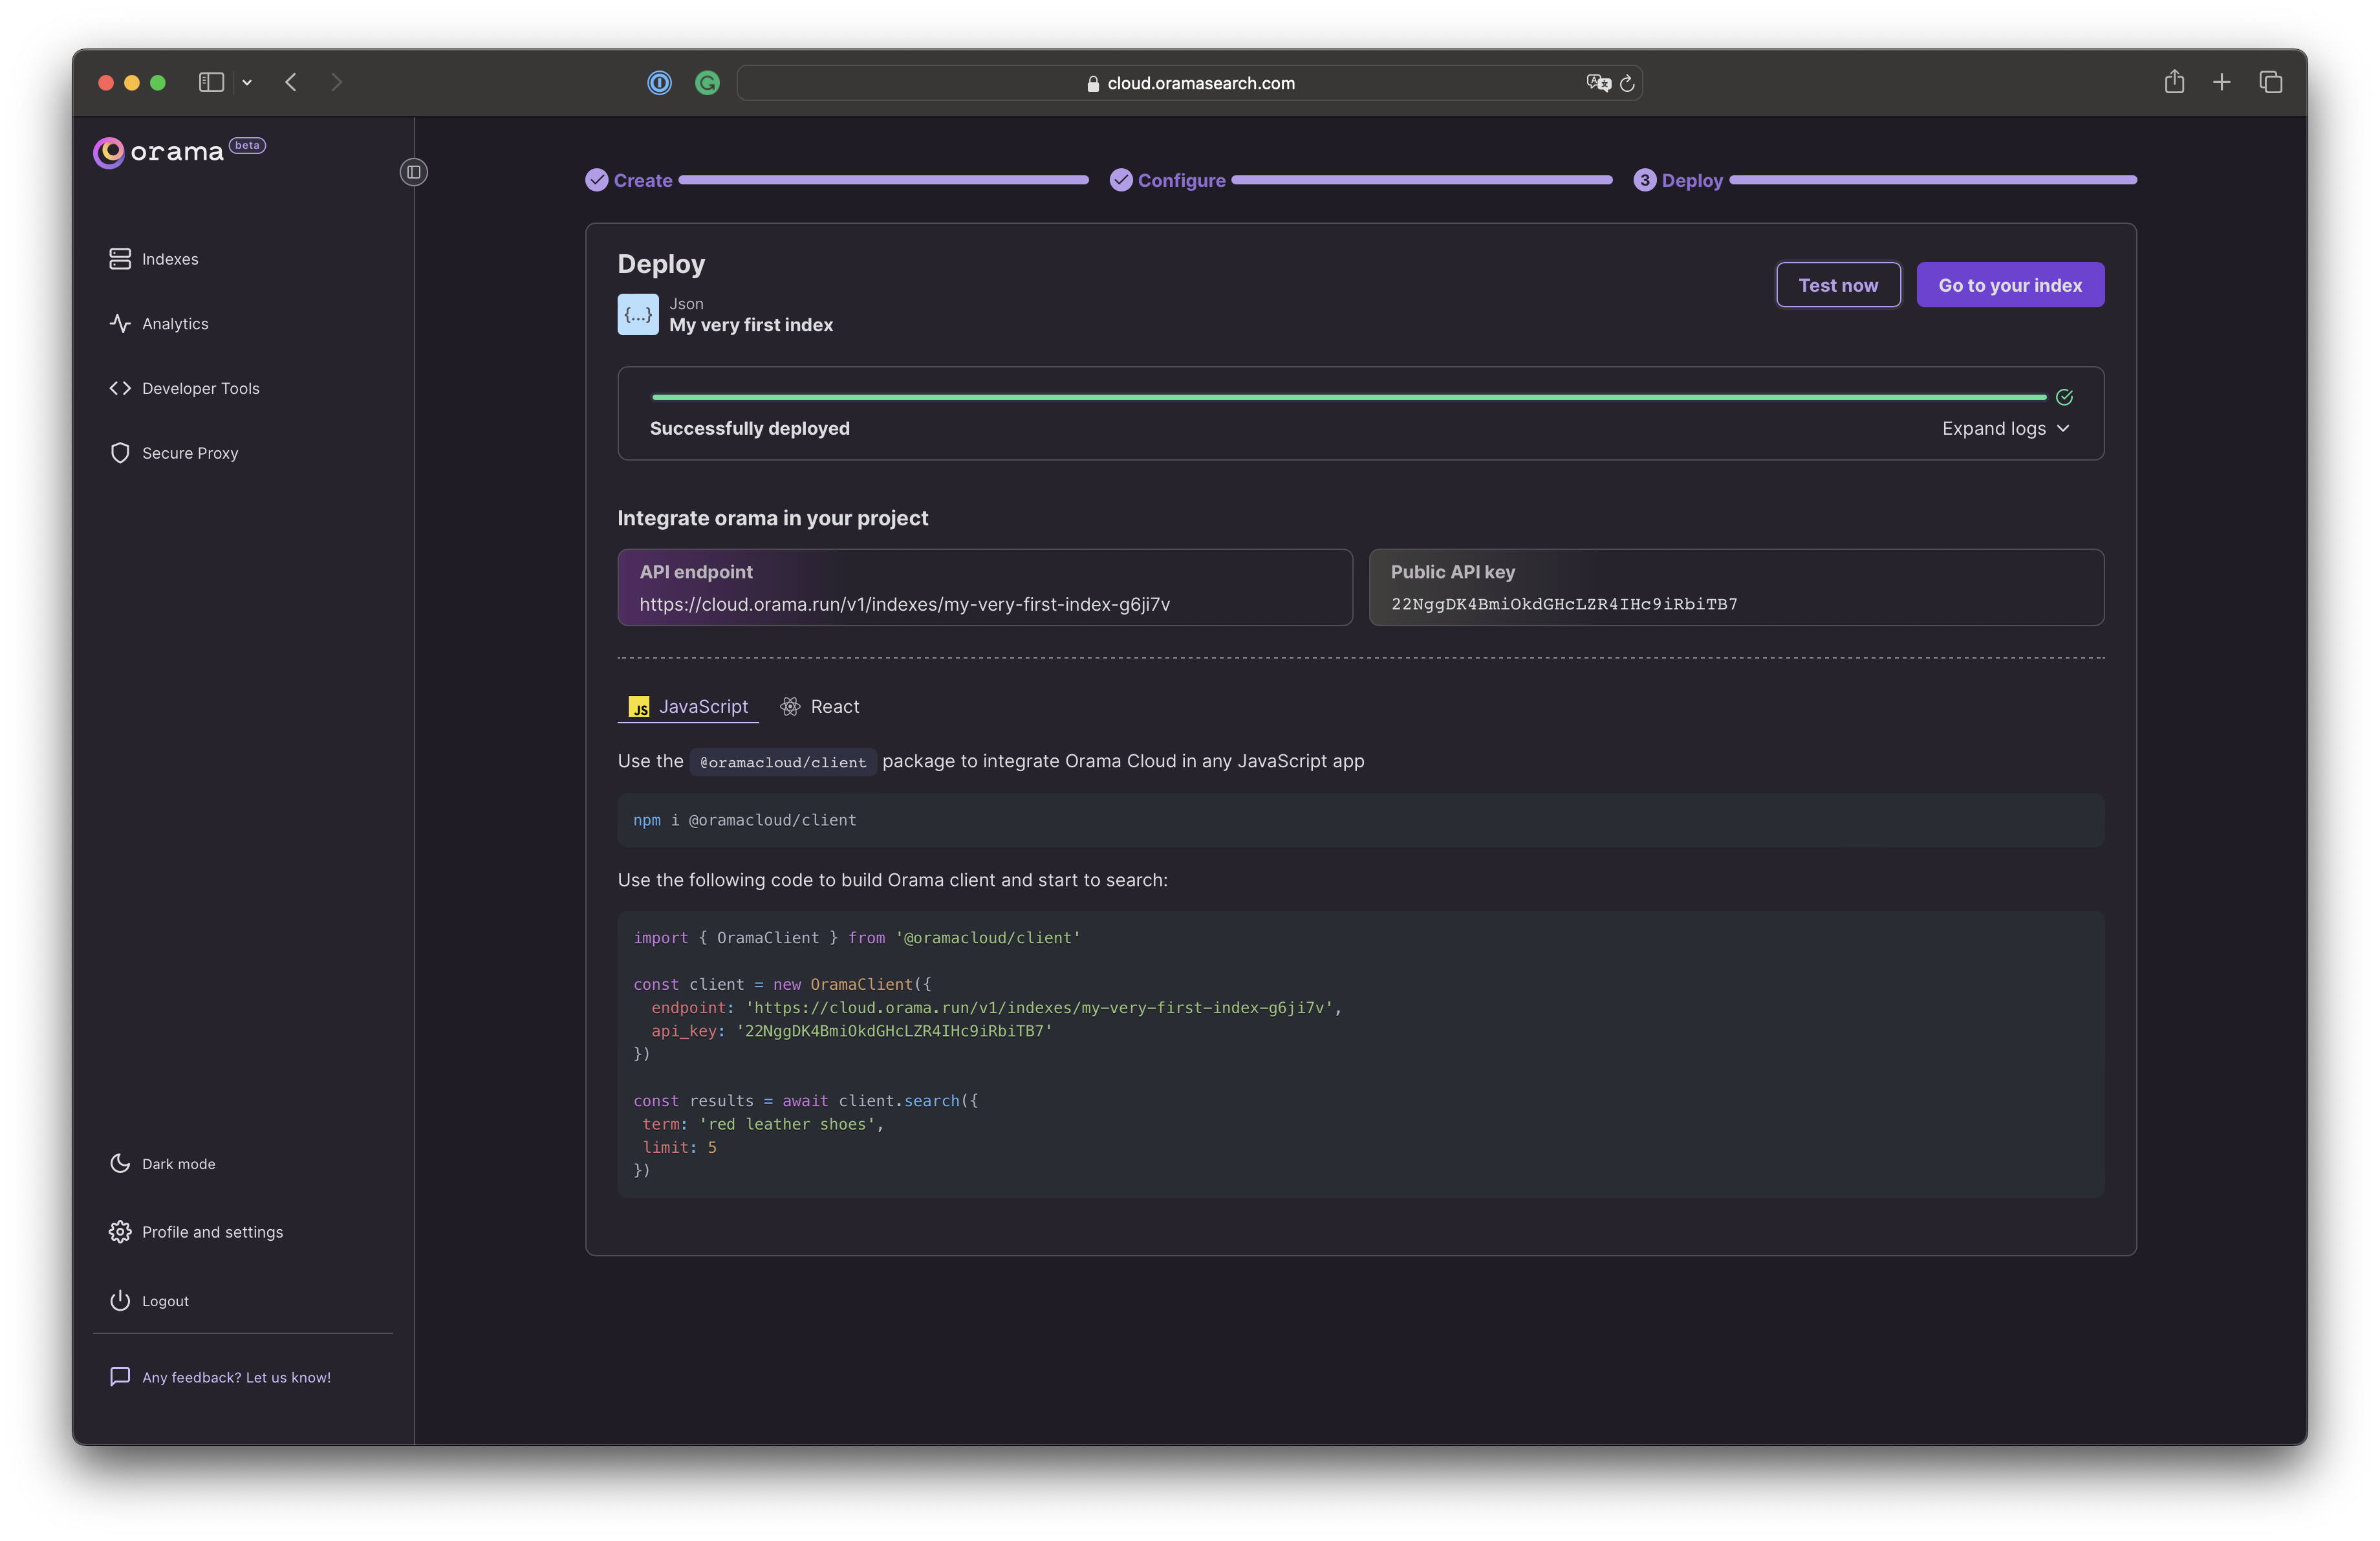 cloud.oramasearch.com
orama beta
Indexes
Analytics
Developer Tools
Secure Proxy
Dark mode
Profile and settings
Logout
Any feedback? Let us know!
Create
Configure
3 Deploy
Deploy
{...} Json
My very first index
Test now
Go to your index
Successfully deployed
Expand logs
Integrate orama in your project
API endpoint
https://cloud.orama.run/v1/indexes/my-very-first-index-g6ji7v
Public API key
22NggDK4BmiOkdGHcLZR4IHc9iRbiTB7
JS JavaScript
React
Use the @oramacloud/client package to integrate Orama Cloud in any JavaScript app
npm i @oramacloud/client
Use the following code to build Orama client and start to search:
import { OramaClient } from '@oramacloud/client'
const client = new OramaClient({
endpoint: 'https://cloud.orama.run/v1/indexes/my-very-first-index-g6ji7v',
api_key: '22NggDK4BmiOkdGHcLZR4IHc9iRbiTB7'
})
const results = await client.search({
term: 'red leather shoes',
limit: 5
})